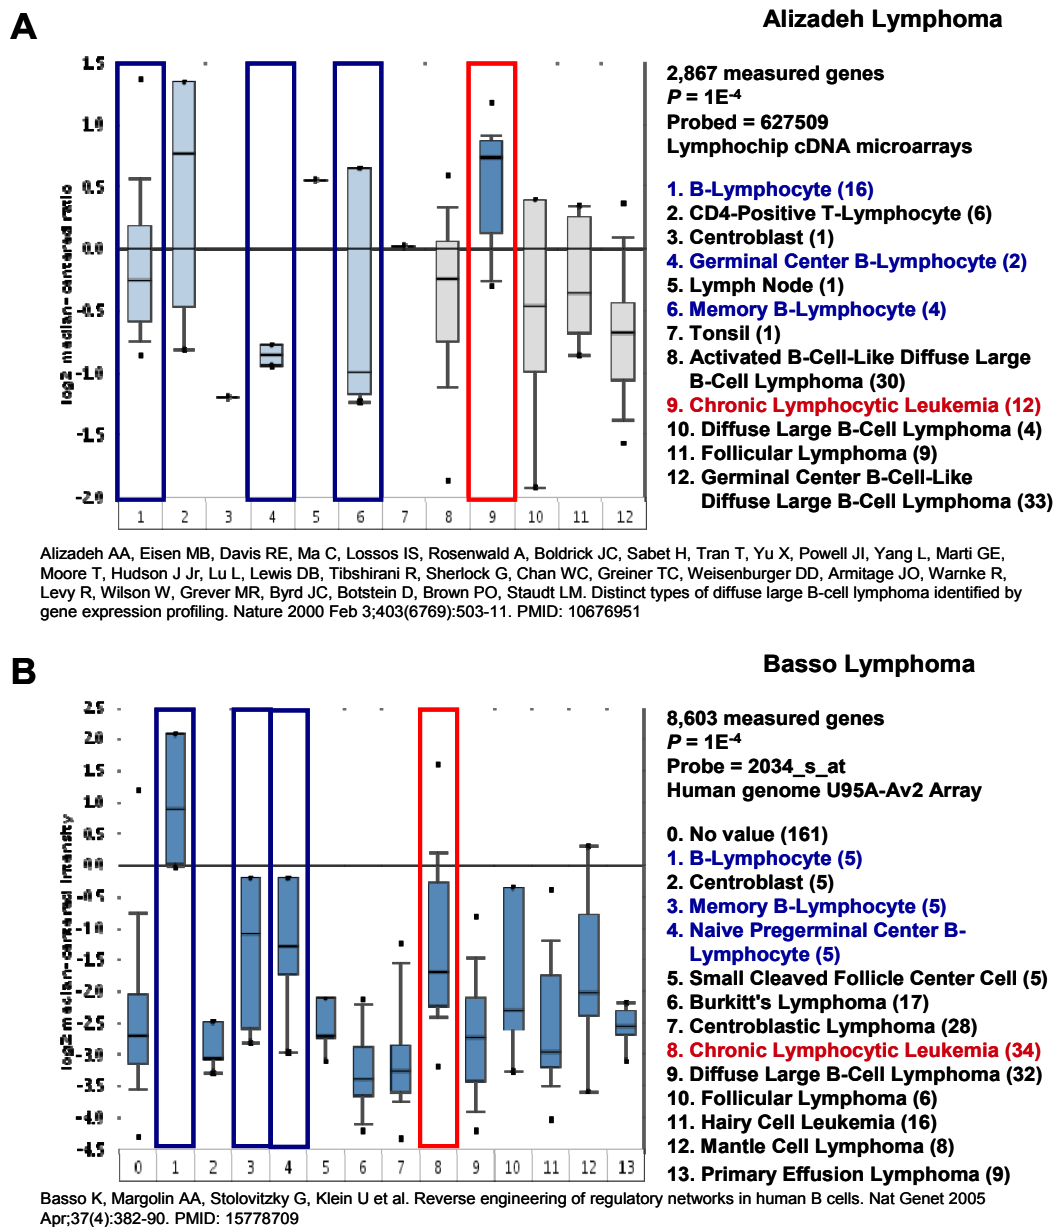 A
Alizadeh Lymphoma
log2 median-centered ratio
1.5
1.0
0.5
0.0
-0.5
-1.0
-1.5
-2.0
1 2 3 4 5 6 7 8 9 10 11 12
2,867 measured genes
P = 1E-4
Probed = 627509
Lymphochip cDNA microarrays
1. B-Lymphocyte (16)
2. CD4-Positive T-Lymphocyte (6)
3. Centroblast (1)
4. Germinal Center B-Lymphocyte (2)
5. Lymph Node (1)
6. Memory B-Lymphocyte (4)
7. Tonsil (1)
8. Activated B-Cell-Like Diffuse Large
B-Cell Lymphoma (30)
9. Chronic Lymphocytic Leukemia (12)
10. Diffuse Large B-Cell Lymphoma (4)
11. Follicular Lymphoma (9)
12. Germinal Center B-Cell-Like
Diffuse Large B-Cell Lymphoma (33)
Alizadeh AA, Eisen MB, Davis RE, Ma C, Lossos IS, Rosenwald A, Boldrick JC, Sabet H, Tran T, Yu X, Powell JI, Yang L, Marti GE,
Moore T, Hudson J Jr, Lu L, Lewis DB, Tibshirani R, Sherlock G, Chan WC, Greiner TC, Weisenburger DD, Armitage JO, Warnke R,
Levy R, Wilson W, Grever MR, Byrd JC, Botstein D, Brown PO, Staudt LM. Distinct types of diffuse large B-cell lymphoma identified by
gene expression profiling. Nature 2000 Feb 3;403(6769):503-11. PMID: 10676951
B
Basso Lymphoma
log2 median-centered intensity
2.5
2.0
1.5
1.0
0.5
0.0
-0.5
-1.0
-1.5
-2.0
-2.5
-3.0
-3.5
-4.0
-4.5
0 1 2 3 4 5 6 7 8 9 10 11 12 13
8,603 measured genes
P = 1E-4
Probe = 2034_s_at
Human genome U95A-Av2 Array
0. No value (161)
1. B-Lymphocyte (5)
2. Centroblast (5)
3. Memory B-Lymphocyte (5)
4. Naive Pregerminal Center B-
Lymphocyte (5)
5. Small Cleaved Follicle Center Cell (5)
6. Burkitt's Lymphoma (17)
7. Centroblastic Lymphoma (28)
8. Chronic Lymphocytic Leukemia (34)
9. Diffuse Large B-Cell Lymphoma (32)
10. Follicular Lymphoma (6)
11. Hairy Cell Leukemia (16)
12. Mantle Cell Lymphoma (8)
13. Primary Effusion Lymphoma (9)
Basso K, Margolin AA, Stolovitzky G, Klein U et al. Reverse engineering of regulatory networks in human B cells. Nat Genet 2005
Apr;37(4):382-90. PMID: 15778709